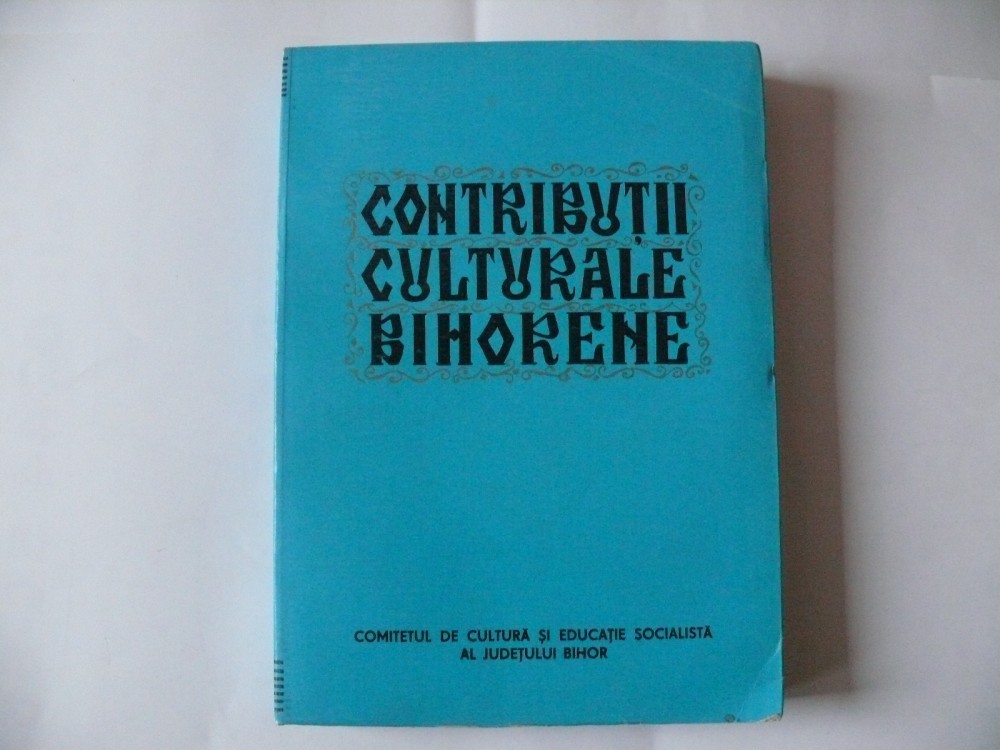 CONTRIBUȚII
CULTURALE
BIHORENE
COMITETUL DE CULTURĂ ȘI EDUCAȚIE SOCIALISTĂ
AL JUDEȚULUI BIHOR